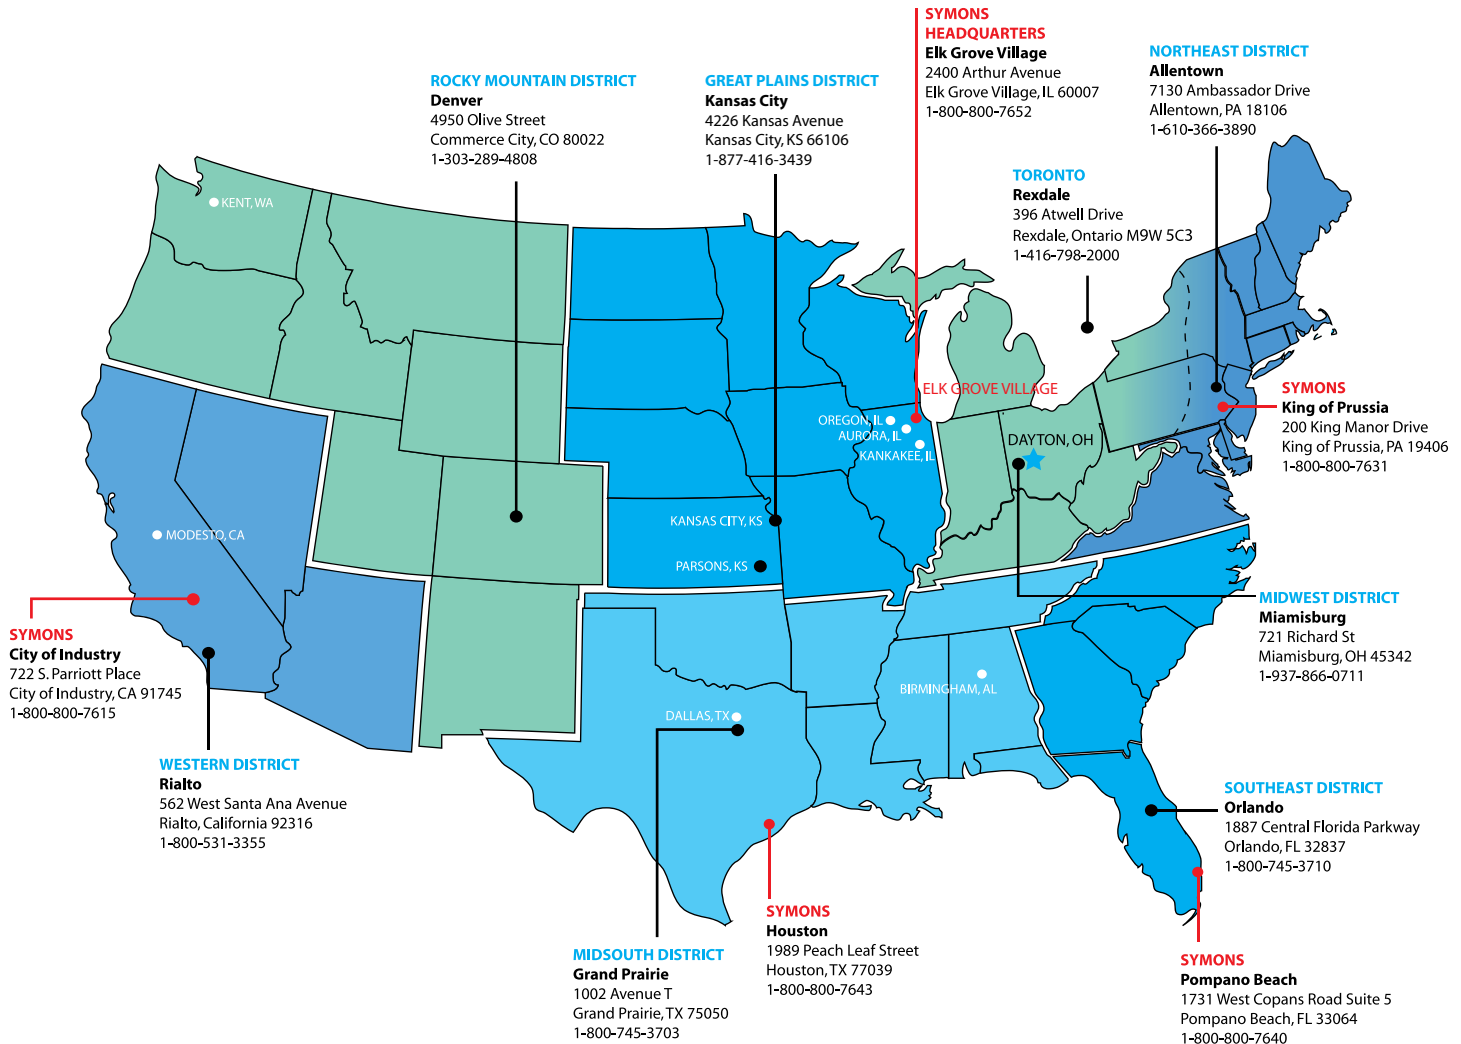 SYMONS
HEADQUARTERS
Elk Grove Village
2400 Arthur Avenue
Elk Grove Village, IL 60007
1-800-800-7652
NORTHEAST DISTRICT
Allentown
7130 Ambassador Drive
Allentown, PA 18106
1-610-366-3890
ROCKY MOUNTAIN DISTRICT
Denver
4950 Olive Street
Commerce City, CO 80022
1-303-289-4808
GREAT PLAINS DISTRICT
Kansas City
4226 Kansas Avenue
Kansas City, KS 66106
1-877-416-3439
TORONTO
Rexdale
396 Atwell Drive
Rexdale, Ontario M9W 5C3
1-416-798-2000
KENT, WA
ELK GROVE VILLAGE
OREGON, IL
AURORA, IL
KANKAKEE, IL
DAYTON, OH
SYMONS
King of Prussia
200 King Manor Drive
King of Prussia, PA 19406
1-800-800-7631
KANSAS CITY, KS
MODESTO, CA
PARSONS, KS
MIDWEST DISTRICT
Miamisburg
721 Richard St
Miamisburg, OH 45342
1-937-866-0711
SYMONS
City of Industry
722 S. Parriott Place
City of Industry, CA 91745
1-800-800-7615
BIRMINGHAM, AL
DALLAS, TX
WESTERN DISTRICT
Rialto
562 West Santa Ana Avenue
Rialto, California 92316
1-800-531-3355
SOUTHEAST DISTRICT
Orlando
1887 Central Florida Parkway
Orlando, FL 32837
1-800-745-3710
SYMONS
Houston
1989 Peach Leaf Street
Houston, TX 77039
1-800-800-7643
MIDSOUTH DISTRICT
Grand Prairie
1002 Avenue T
Grand Prairie, TX 75050
1-800-745-3703
SYMONS
Pompano Beach
1731 West Copans Road Suite 5
Pompano Beach, FL 33064
1-800-800-7640